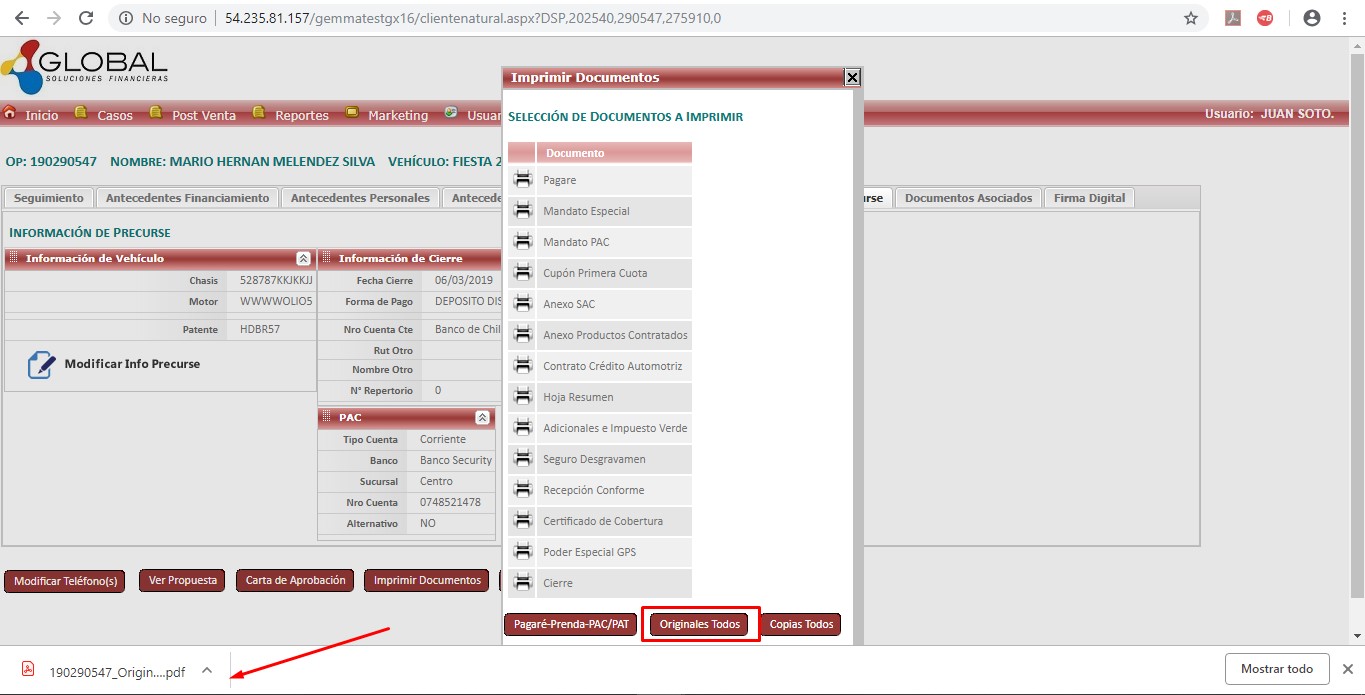 No seguro
54.235.81.157/gemmatestgx16/clientenatural.aspx?DSP,202540,290547,275910,0
GLOBAL
SOLUCIONES FINANCIERAS
Inicio
Casos
Post Venta
Reportes
Marketing
Usuar
Usuario: JUAN SOTO.
OP: 190290547 NOMBRE: MARIO HERNAN MELENDEZ SILVA VEHÍCULO: FIESTA 2
Seguimiento
Antecedentes Financiamiento
Antecedentes Personales
Antecede
rse
Documentos Asociados
Firma Digital
INFORMACIÓN DE PRECURSE
Información de Vehículo
Chasis 528787KKJKKJJ
Motor WWWWOLIO5
Patente HDBR57
Modificar Info Precurse
Información de Cierre
Fecha Cierre 06/03/2019
Forma de Pago DEPOSITO DIS
Nro Cuenta Cte Banco de Chil
Rut Otro
Nombre Otro
N° Repertorio 0
PAC
Tipo Cuenta Corriente
Banco Banco Security
Sucursal Centro
Nro Cuenta 0748521478
Alternativo NO
Modificar Teléfono(s)
Ver Propuesta
Carta de Aprobación
Imprimir Documentos
Imprimir Documentos
SELECCIÓN DE DOCUMENTOS A IMPRIMIR
Documento
Pagare
Mandato Especial
Mandato PAC
Cupón Primera Cuota
Anexo SAC
Anexo Productos Contratados
Contrato Crédito Automotriz
Hoja Resumen
Adicionales e Impuesto Verde
Seguro Desgravamen
Recepción Conforme
Certificado de Cobertura
Poder Especial GPS
Cierre
Pagaré-Prenda-PAC/PAT
Originales Todos
Copias Todos
190290547_Origin....pdf
Mostrar todo